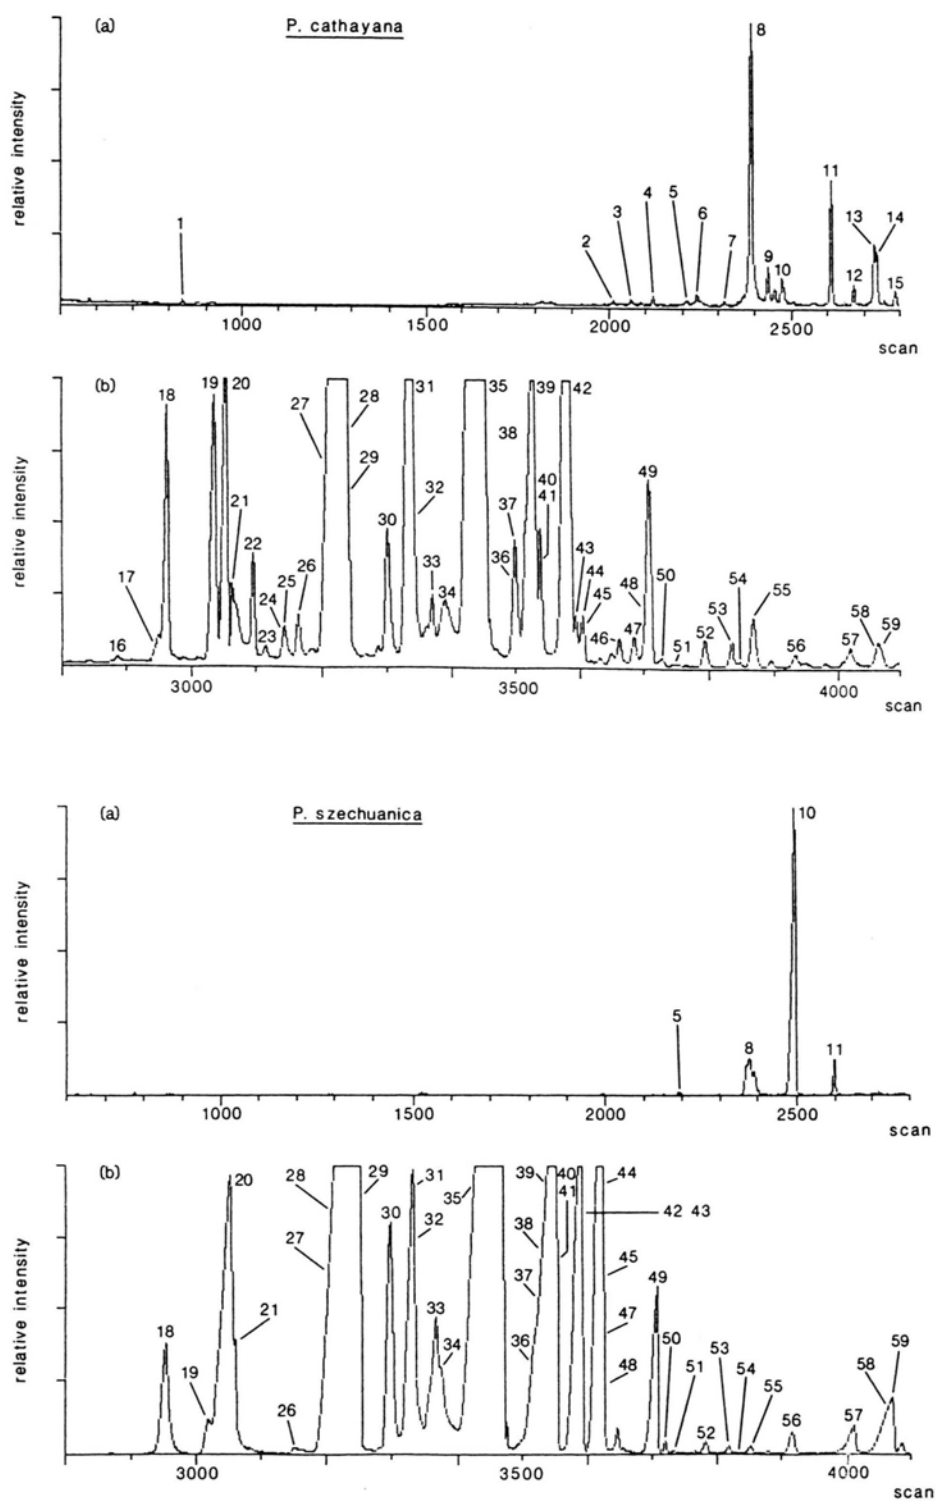 (a) P. cathayana
relative intensity
1 2 3 4 5 6 7 8 9 10 11 12 13 14 15
1000 1500 2000 2500
scan
(b)
relative intensity
16 17 18 19 20 21 22 23 24 25 26 27 28 29 30 31 32 33 34 35 36 37 38 39 40 41 42 43 44 45 46 47 48 49 50 51 52 53 54 55 56 57 58 59
3000 3500 4000
scan
(a) P. szechuanica
relative intensity
5 8 10 11
1000 1500 2000 2500
scan
(b)
relative intensity
18 19 20 21 26 27 28 29 30 31 32 33 34 35 36 37 38 39 40 41 42 43 44 45 47 48 49 50 51 52 53 54 55 56 57 58 59
3000 3500 4000
scan